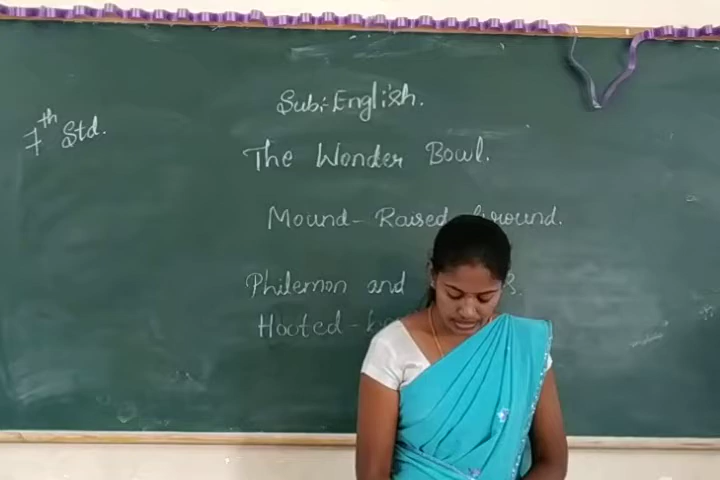 7th Std.
Sub:- English.
The Wonder Bowl.
Mound - Raised Ground.
Philemon and
Hooted -